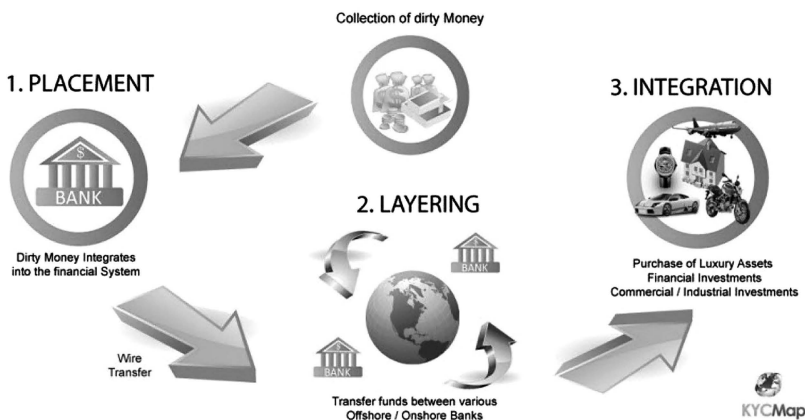 Collection of dirty Money
1. PLACEMENT
$
BANK
Dirty Money Integrates
into the financial System
Wire
Transfer
2. LAYERING
BANK
BANK
Transfer funds between various
Offshore / Onshore Banks
3. INTEGRATION
Purchase of Luxury Assets
Financial Investments
Commercial / Industrial Investments
KYCMap